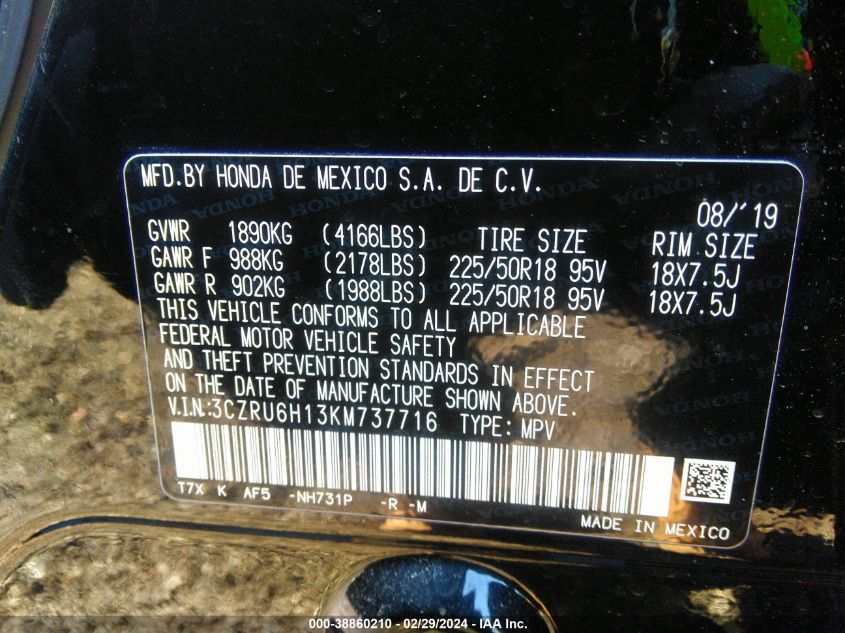 MFD.BY HONDA DE MEXICO S.A. DE C.V.
08/'19
GVWR 1890KG (4166LBS) TIRE SIZE RIM SIZE
GAWR F 988KG (2178LBS) 225/50R18 95V 18X7.5J
GAWR R 902KG (1988LBS) 225/50R18 95V 18X7.5J
THIS VEHICLE CONFORMS TO ALL APPLICABLE
FEDERAL MOTOR VEHICLE SAFETY
AND THEFT PREVENTION STANDARDS IN EFFECT
ON THE DATE OF MANUFACTURE SHOWN ABOVE.
V.I.N.:3CZRU6H13KM737716 TYPE: MPV
T7X K AF5 -NH731P -R -M
MADE IN MEXICO
000-38860210 - 02/29/2024 - IAA Inc.